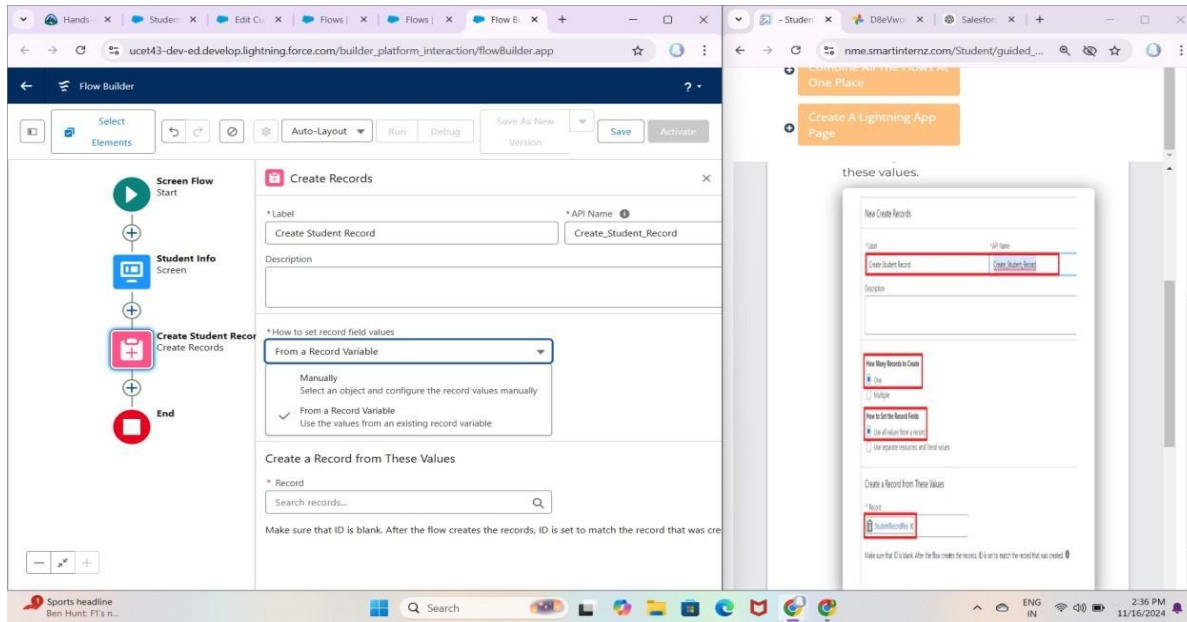 Hands-
Studen
Edit Cu
Flows |
Flows |
Flow B
- Studen
D8eVwo
Salesfor
ucet43-dev-ed.develop.lightning.force.com/builder_platform_interaction/flowBuilder.app
nme.smartinternz.com/Student/guided_...
Flow Builder
?
Select
Elements
Auto-Layout
Run
Debug
Save As New
Version
Save
Activate
Screen Flow
Start
Student Info
Screen
Create Student Recor
Create Records
End
Create Records
* Label
* API Name
Create Student Record
Create_Student_Record
Description
* How to set record field values
From a Record Variable
Manually
Select an object and configure the record values manually
From a Record Variable
Use the values from an existing record variable
Create a Record from These Values
* Record
Search records...
Make sure that ID is blank. After the flow creates the records, ID is set to match the record that was cre
Combine All The Flows At
One Place
Create A Lightning App
Page
these values.
New Create Records
*Label
*API Name
Create Student Record
Create_Student_Record
Description
How Many Records to Create
One
Multiple
How to Set the Record Fields
Use all values from a record
Use separate resources, and literal values
Create a Record from These Values
* Record
Make sure that ID is blank. After the flow creates the records, ID is set to match the record that was created.
Sports headline
Ben Hunt: F1's n...
Search
ENG
IN
2:36 PM
11/16/2024